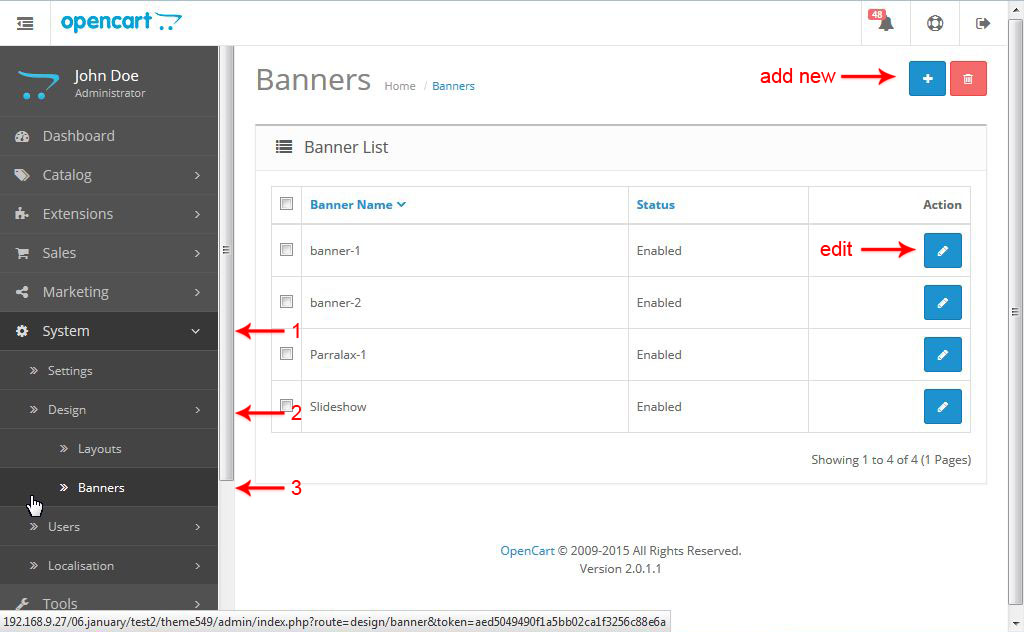 opencart
48
John Doe
Administrator
Dashboard
Catalog
Extensions
Sales
Marketing
System
Settings
Design
Layouts
Banners
Users
Localisation
Tools
1
2
3
Banners Home / Banners
add new
Banner List
Banner Name Status Action
banner-1 Enabled edit
banner-2 Enabled
Parralax-1 Enabled
Slideshow Enabled
Showing 1 to 4 of 4 (1 Pages)
OpenCart © 2009-2015 All Rights Reserved.
Version 2.0.1.1
192.168.9.27/06.january/test2/theme549/admin/index.php?route=design/banner&token=aed5049490f1a5bb02ca1f3256c88e6a